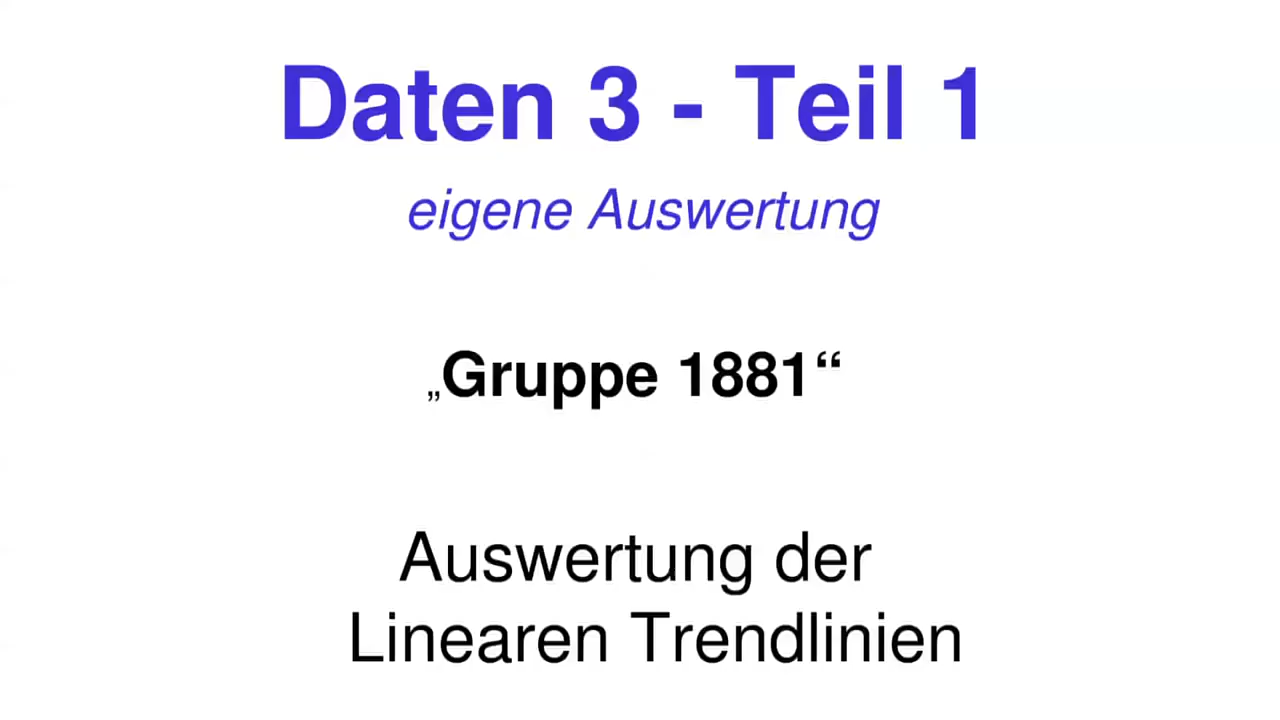 Daten 3 - Teil 1
eigene Auswertung
„Gruppe 1881“
Auswertung der
Linearen Trendlinien